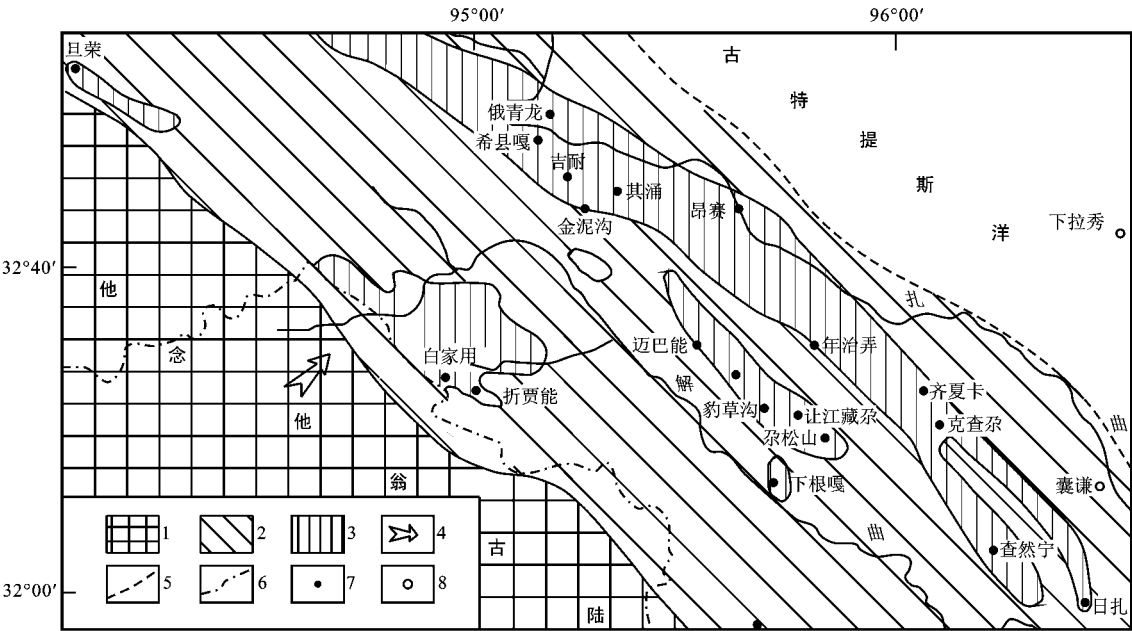 95°00′
96°00′
旦荣
古
特
提
斯
洋
俄青龙
希县嘎
吉耐
其涌
昂赛
金泥沟
下拉秀
32°40′
他
念
他
翁
古
陆
扎
曲
迈巴能
年治弄
白家用
折贾能
解
曲
豹草沟
让江藏尕
尕松山
下根嘎
齐夏卡
克查尕
囊谦
查然宁
日扎
32°00′
1
2
3
4
5
6
7
8